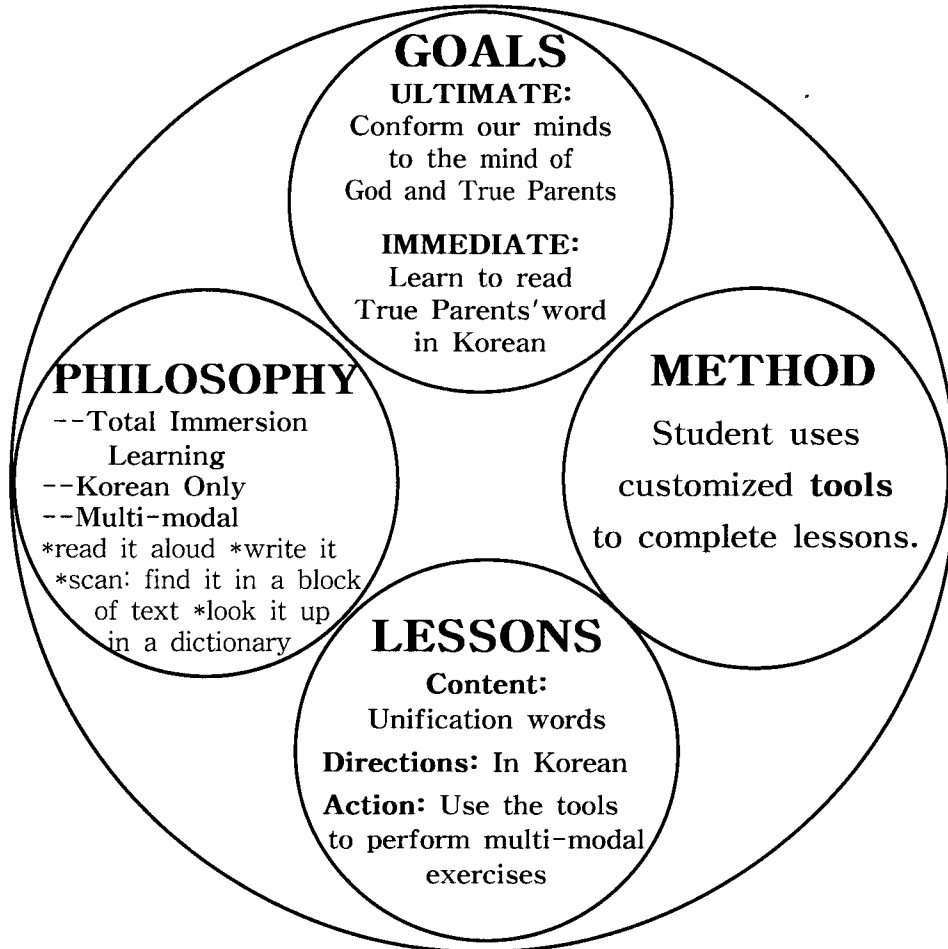 GOALS
ULTIMATE:
Conform our minds
to the mind of
God and True Parents
IMMEDIATE:
Learn to read
True Parents'word
in Korean
PHILOSOPHY
--Total Immersion
Learning
--Korean Only
--Multi-modal
*read it aloud *write it
*scan: find it in a block
of text *look it up
in a dictionary
METHOD
Student uses
customized tools
to complete lessons.
LESSONS
Content:
Unification words
Directions: In Korean
Action: Use the tools
to perform multi-modal
exercises